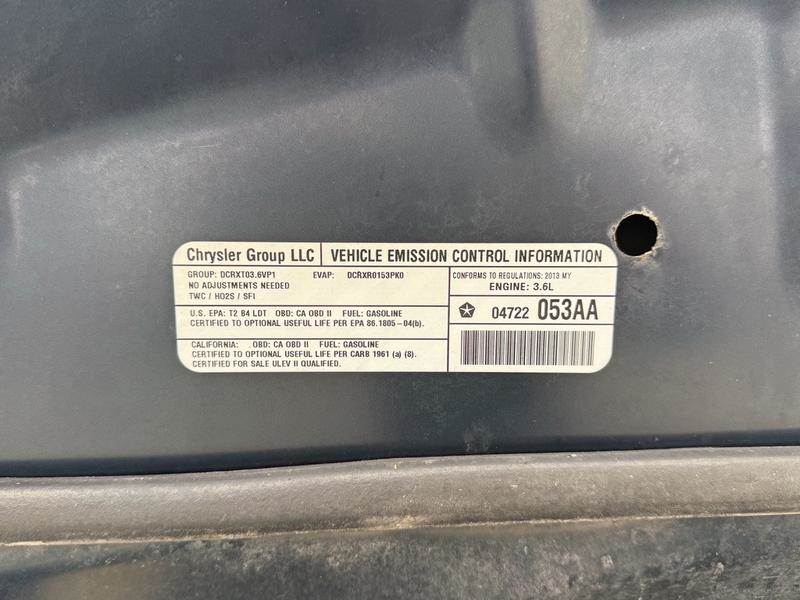 Chrysler Group LLC
VEHICLE EMISSION CONTROL INFORMATION
GROUP: DCRXT03.6VP1 EVAP: DCRXR0153PK0
NO ADJUSTMENTS NEEDED
TWC / HO2S / SFI
CONFORMS TO REGULATIONS: 2013 MY
ENGINE: 3.6L
U.S. EPA: T2 B4 LDT OBD: CA OBD II FUEL: GASOLINE
CERTIFIED TO OPTIONAL USEFUL LIFE PER EPA 86.1805-04(b).
04722 053AA
CALIFORNIA: . OBD: CA OBD II FUEL: GASOLINE
CERTIFIED TO OPTIONAL USEFUL LIFE PER CARB 1961 (a) (8).
CERTIFIED FOR SALE ULEV II QUALIFIED.